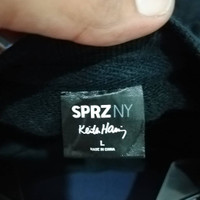 SPRZ NY
Keith Haring
L
MADE IN CHINA